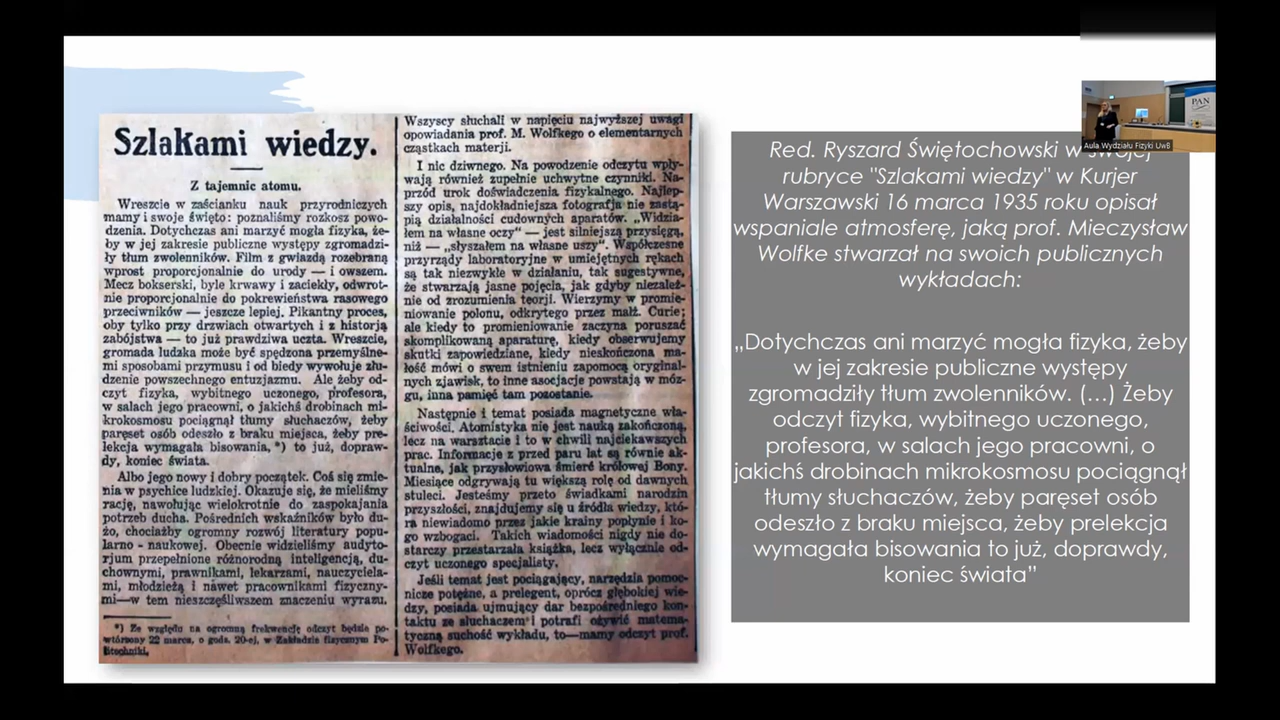 Szlakami wiedzy.
Z tajemnic atomu.
Wreszcie w zaścianku nauk przyrodniczych
mamy i swoje święto: poznaliśmy rozkosz powo-
dzenia. Dotychczas ani marzyć mogła fizyka, że-
by w jej zakresie publiczne występy zgromadzi-
ły tłum zwolenników. Film z gwiazdą rozebraną
wprost proporcjonalnie do urody — i owszem.
Mecz bokserski, byle krwawy i zaciekły, odwrot-
nie proporcjonalnie do pokrewieństwa rasowego
przeciwników — jeszcze lepiej. Pikantny proces,
oby tylko przy drzwiach otwartych i z historją
zabójstwa — to już prawdziwa uczta. Wreszcie,
gromada ludzka może być spędzona przemyślne-
mi sposobami przymusu i od biedy wywołuje złu-
dzenie powszechnego entuzjazmu. Ale żeby od-
czyt fizyka, wybitnego uczonego, profesora,
w salach jego pracowni, o jakichś drobinach mi-
krokosmosu pociągnął tłumy słuchaczów, żeby
paręset osób odeszło z braku miejsca, żeby pre-
lekcja wymagała bisowania, *) to już, dopraw-
dy, koniec świata.
Albo jego nowy i dobry początek. Coś się zmie-
nia w psychice ludzkiej. Okazuje się, że mieliśmy
rację, nawołując wielokrotnie do zaspokajania
potrzeb ducha. Pośrednich wskaźników było du-
żo, chociażby ogromny rozwój literatury popu-
larno - naukowej. Obecnie widzieliśmy audyto-
rjum przepełnione różnorodną inteligencją, du-
chownymi, prawnikami, lekarzami, nauczyciela-
mi, młodzieżą i nawet pracownikami fizyczny-
mi—w tem nieszczęśliwszem znaczeniu wyrazu.
*) Ze względu na ogromną frekwencję odczyt będzie po-
wtórzony 22 marca, o godz. 20-ej, w Zakładzie fizycznym Po-
litechniki.
Wszyscy słuchali w napięciu najwyższej uwagi
opowiadania prof. M. Wolfkego o elementarnych
cząstkach materji.
I nic dziwnego. Na powodzenie odczytu wpły-
wają również zupełnie uchwytne czynniki. Na-
przód urok doświadczenia fizykalnego. Najlep-
szy opis, najdokładniejsza fotografja nie zastą-
pią działalności cudownych aparatów. „Widzia-
łem na własne oczy“ — jest silniejszą przysięgą,
niż — „słyszałem na własne uszy“. Współczesne
przyrządy laboratoryjne w umiejętnych rękach
są tak niezwykłe w działaniu, tak sugestywne,
że stwarzają jasne pojęcia, jak gdyby niezależ-
nie od zrozumienia teorji. Wierzymy w promie-
niowanie polonu, odkrytego przez małż. Curie;
ale kiedy to promieniowanie zaczyna poruszać
skomplikowaną aparaturę, kiedy obserwujemy
skutki zapowiedziane, kiedy nieskończona ma-
łość mówi o swem istnieniu zapomocą oryginal-
nych zjawisk, to inne asocjacje powstają w móz-
gu, inna pamięć tam pozostanie.
Następnie i temat posiada magnetyczne wła-
ściwości. Atomistyka nie jest nauką zakończoną,
lecz na warsztacie i to w chwili najciekawszych
prac. Informacje z przed paru lat są równie ak-
tualne, jak przysłowiowa śmierć królowej Bony.
Miesiące odgrywają tu większą rolę od dawnych
stuleci. Jesteśmy przeto świadkami narodzin
przyszłości, znajdujemy się u źródła wiedzy, któ-
ra niewiadomo przez jakie krainy popłynie i ko-
go wzbogaci. Takich wiadomości nigdy nie do-
starczy przestarzała książka, lecz wyłącznie od-
czyt uczonego specjalisty.
Jeśli temat jest pociągający, narzędzia pomoc-
nicze potężne, a prelegent, oprócz głębokiej wie-
dzy, posiada ujmujący dar bezpośredniego kon-
taktu ze słuchaczem i potrafi ożywić matema-
tyczną suchość wykładu, to—mamy odczyt prof.
Wolfkego.
PAN
Aula Wydziału Fizyki UwB
Red. Ryszard Świętochowski w swojej
rubryce "Szlakami wiedzy" w Kurjer
Warszawski 16 marca 1935 roku opisał
wspaniale atmosferę, jaką prof. Mieczysław
Wolfke stwarzał na swoich publicznych
wykładach:
„Dotychczas ani marzyć mogła fizyka, żeby
w jej zakresie publiczne występy
zgromadziły tłum zwolenników. (…) Żeby
odczyt fizyka, wybitnego uczonego,
profesora, w salach jego pracowni, o
jakichś drobinach mikrokosmosu pociągnął
tłumy słuchaczów, żeby paręset osób
odeszło z braku miejsca, żeby prelekcja
wymagała bisowania to już, doprawdy,
koniec świata”